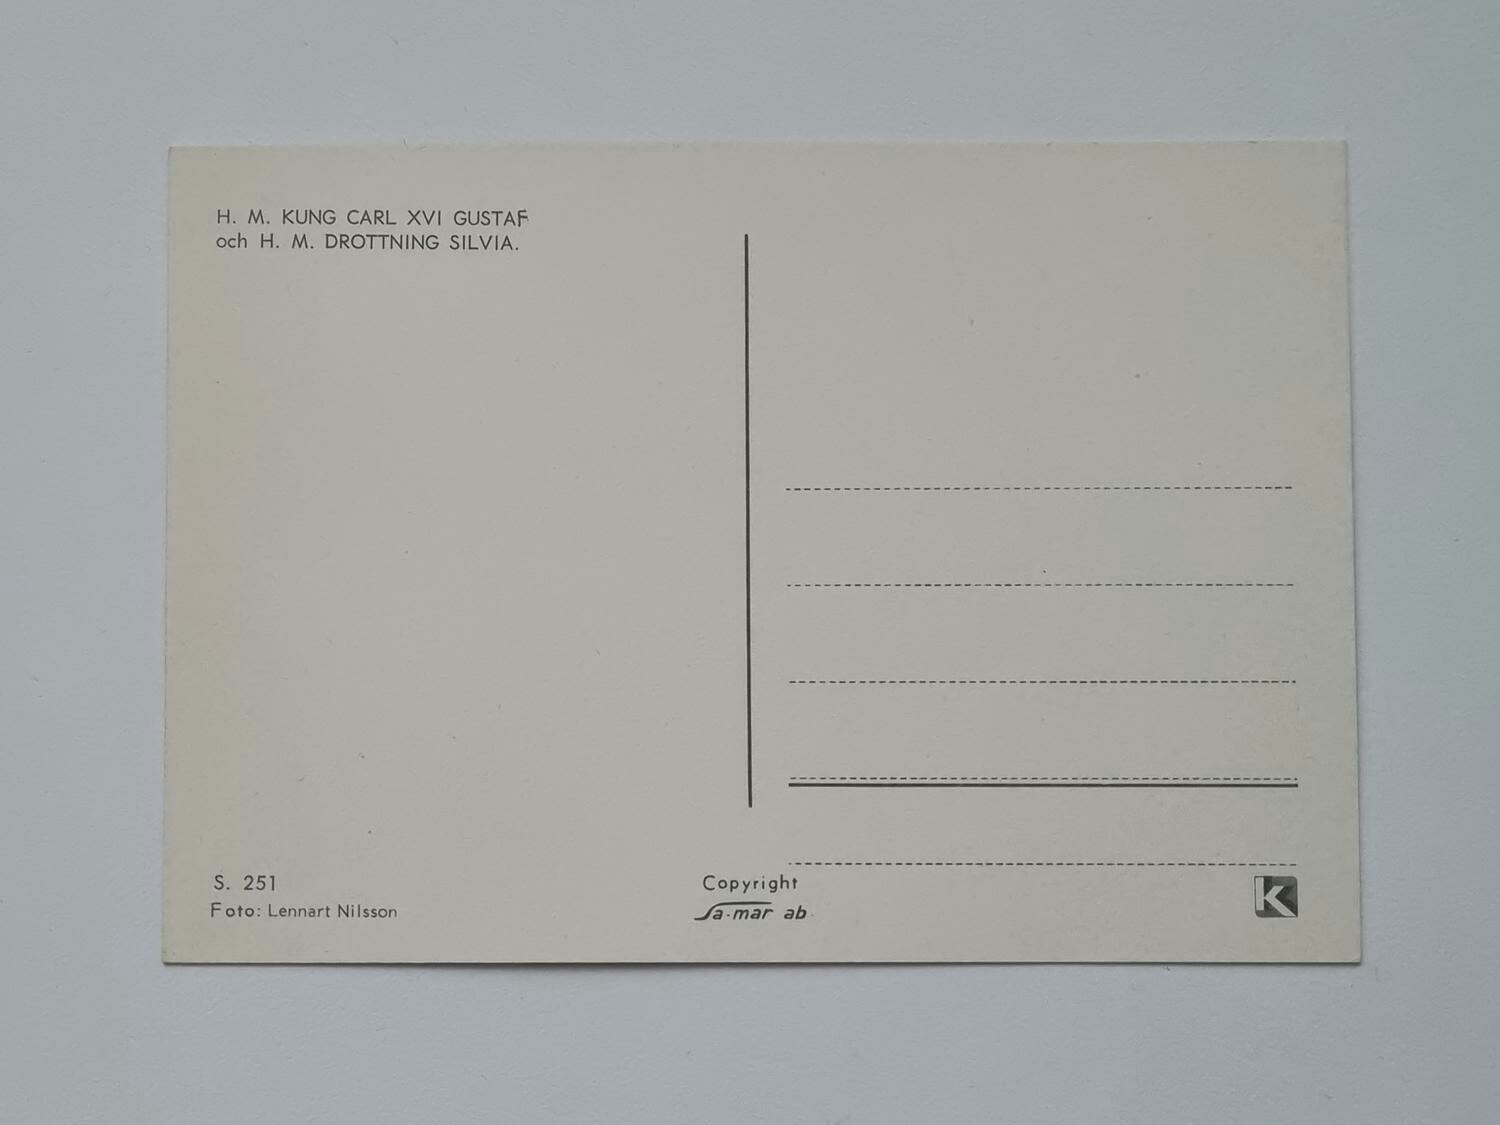 H. M. KUNG CARL XVI GUSTAF
och H. M. DROTTNING SILVIA.
S. 251
Foto: Lennart Nilsson
Copyright
Sa-mar ab
K